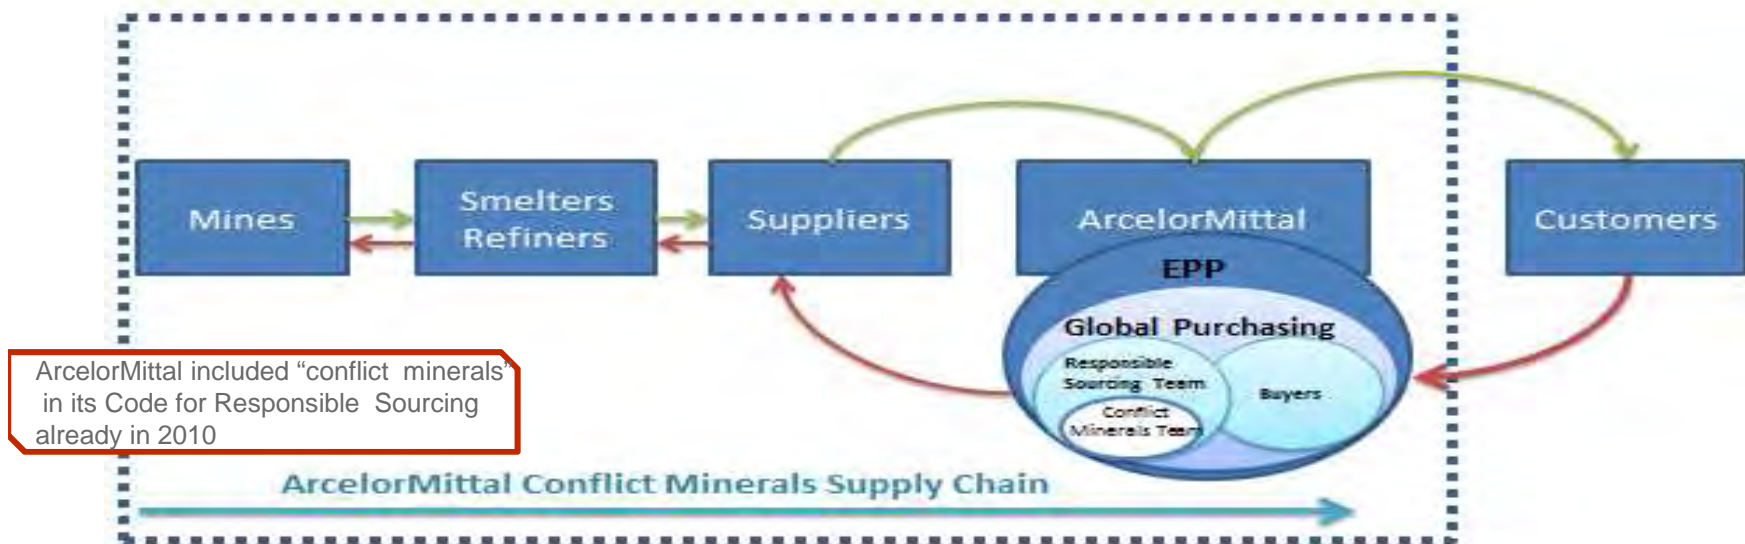 Mines
Smelters
Refiners
Suppliers
ArcelorMittal
Customers
EPP
Global Purchasing
Responsible
Sourcing Team
Buyers
Conflict
Minerals Team
ArcelorMittal included “conflict minerals”
in its Code for Responsible Sourcing
already in 2010
ArcelorMittal Conflict Minerals Supply Chain